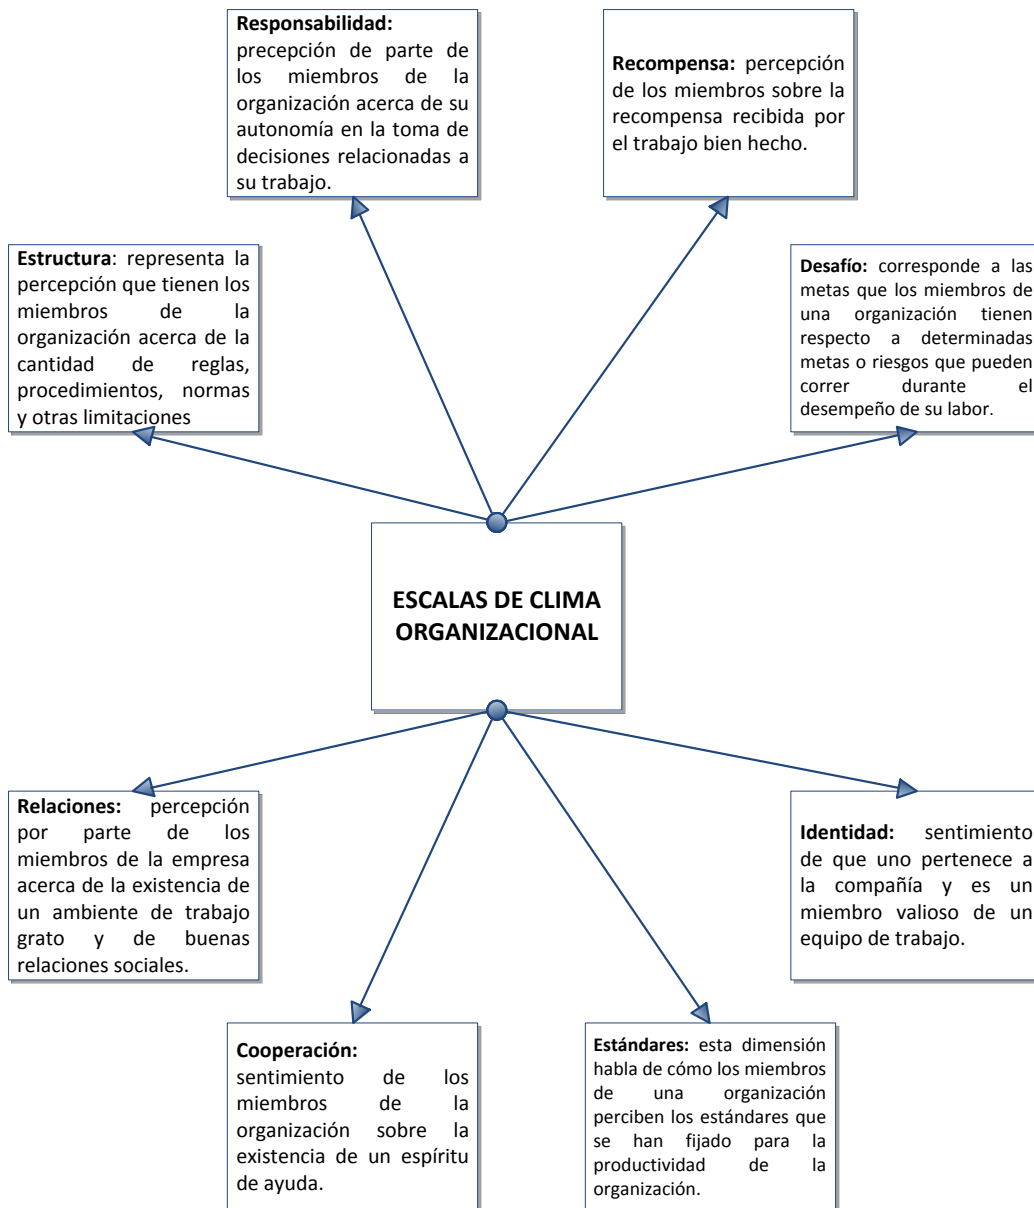 Responsabilidad:
precepción de parte de
los miembros de la
organización acerca de su
autonomía en la toma de
decisiones relacionadas a
su trabajo.
Recompensa: percepción
de los miembros sobre la
recompensa recibida por
el trabajo bien hecho.
Estructura: representa la
percepción que tienen los
miembros de la
organización acerca de la
cantidad de reglas,
procedimientos, normas
y otras limitaciones
Desafío: corresponde a las
metas que los miembros de
una organización tienen
respecto a determinadas
metas o riesgos que pueden
correr durante el
desempeño de su labor.
ESCALAS DE CLIMA
ORGANIZACIONAL
Relaciones: percepción
por parte de los
miembros de la empresa
acerca de la existencia de
un ambiente de trabajo
grato y de buenas
relaciones sociales.
Identidad: sentimiento
de que uno pertenece a
la compañía y es un
miembro valioso de un
equipo de trabajo.
Cooperación:
sentimiento de los
miembros de la
organización sobre la
existencia de un espíritu
de ayuda.
Estándares: esta dimensión
habla de cómo los miembros
de una organización
perciben los estándares que
se han fijado para la
productividad de la
organización.